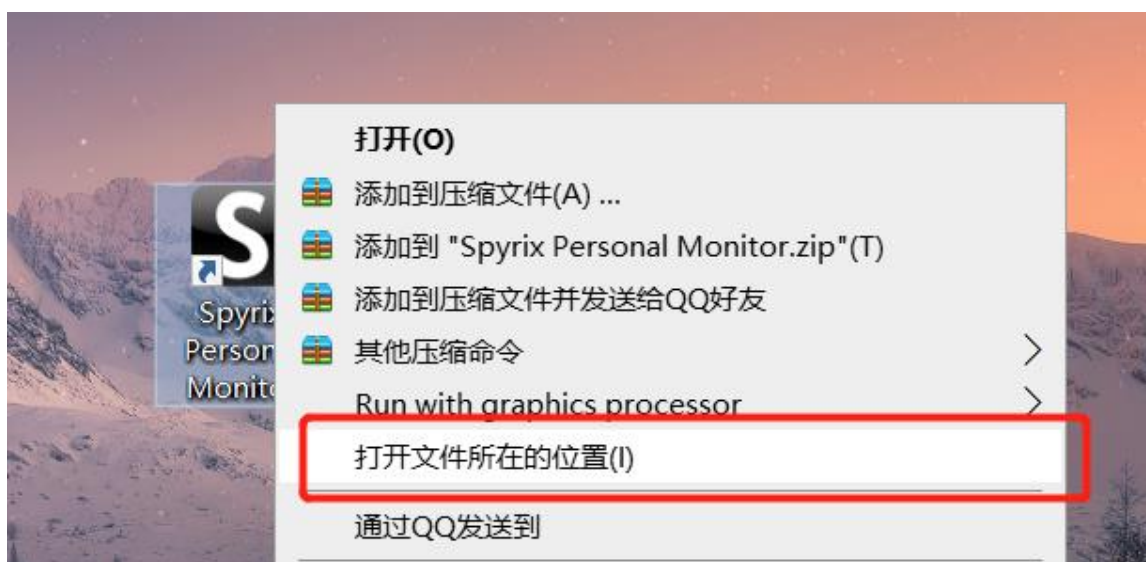 打开(O)
添加到压缩文件(A) ...
添加到 "Spyrix Personal Monitor.zip"(T)
添加到压缩文件并发送给QQ好友
其他压缩命令
Run with graphics processor
打开文件所在的位置(I)
通过QQ发送到
S
Spyrix
Person
Monito